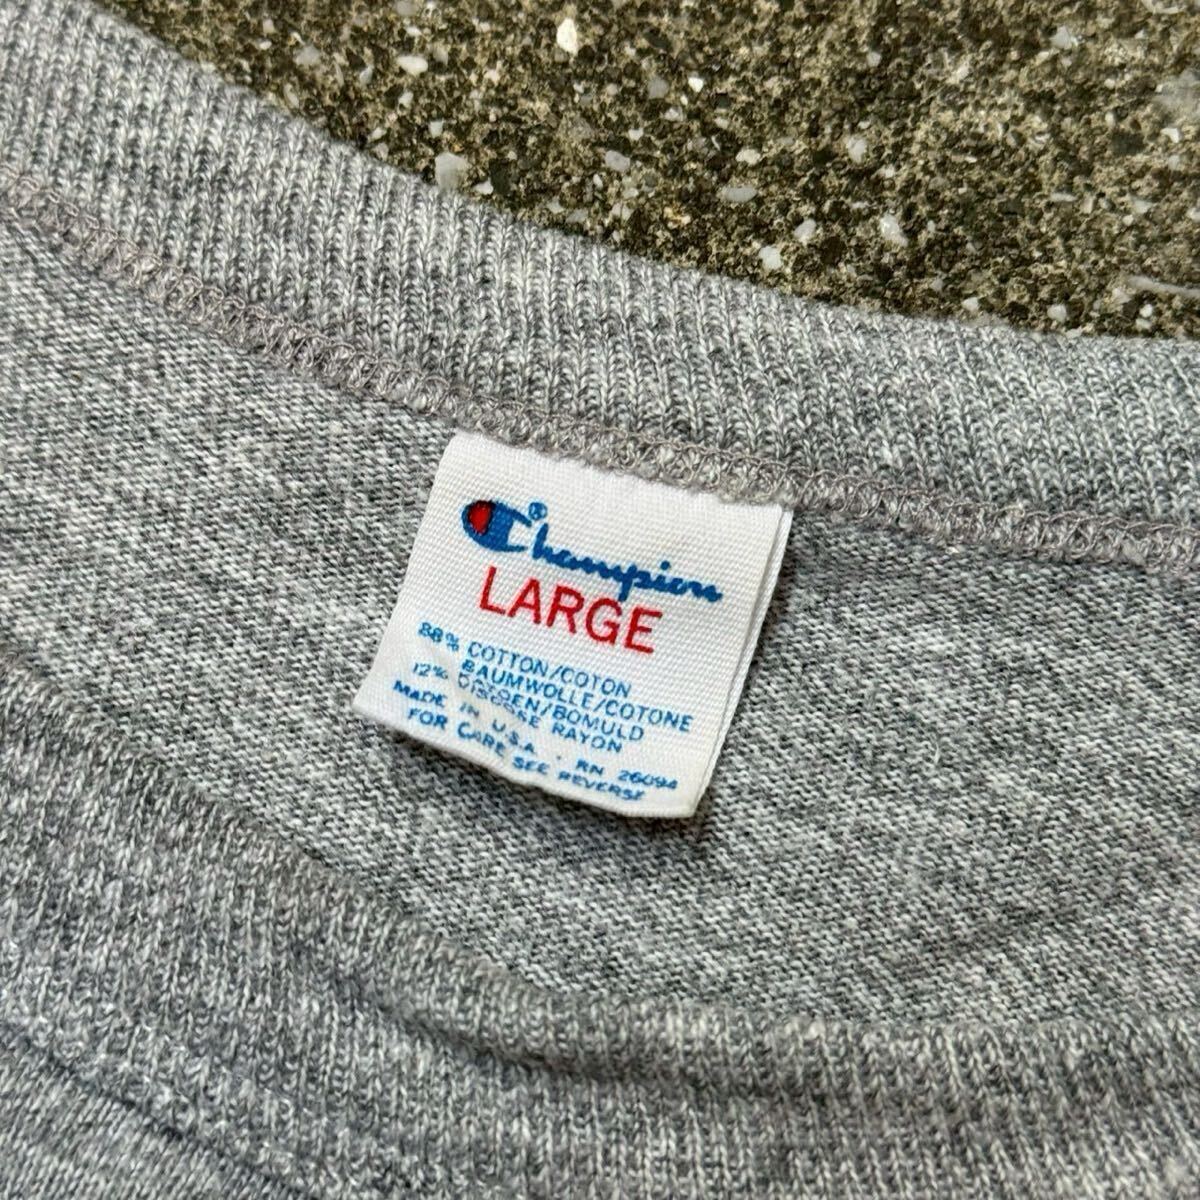 Champion®
LARGE
88% COTTON/COTON
BAUMWOLLE/COTONE
KATOEN/BOMULD
12% VISCOSE RAYON
MADE IN U.S.A. · RN 26094
FOR CARE SEE REVERSE